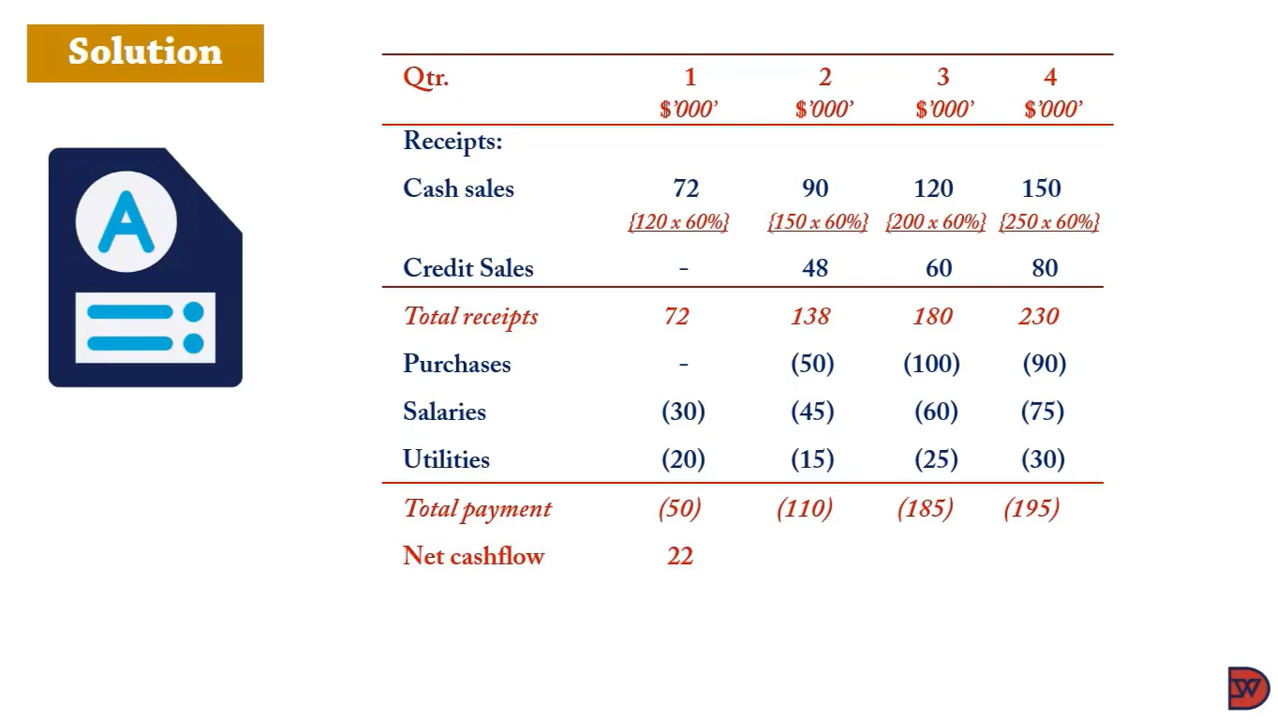 Solution
Qtr. 1 2 3 4
$'000' $'000' $'000' $'000'
Receipts:
Cash sales 72 90 120 150
{120 x 60%} {150 x 60%} {200 x 60%} {250 x 60%}
Credit Sales - 48 60 80
Total receipts 72 138 180 230
Purchases - (50) (100) (90)
Salaries (30) (45) (60) (75)
Utilities (20) (15) (25) (30)
Total payment (50) (110) (185) (195)
Net cashflow 22
A
DW